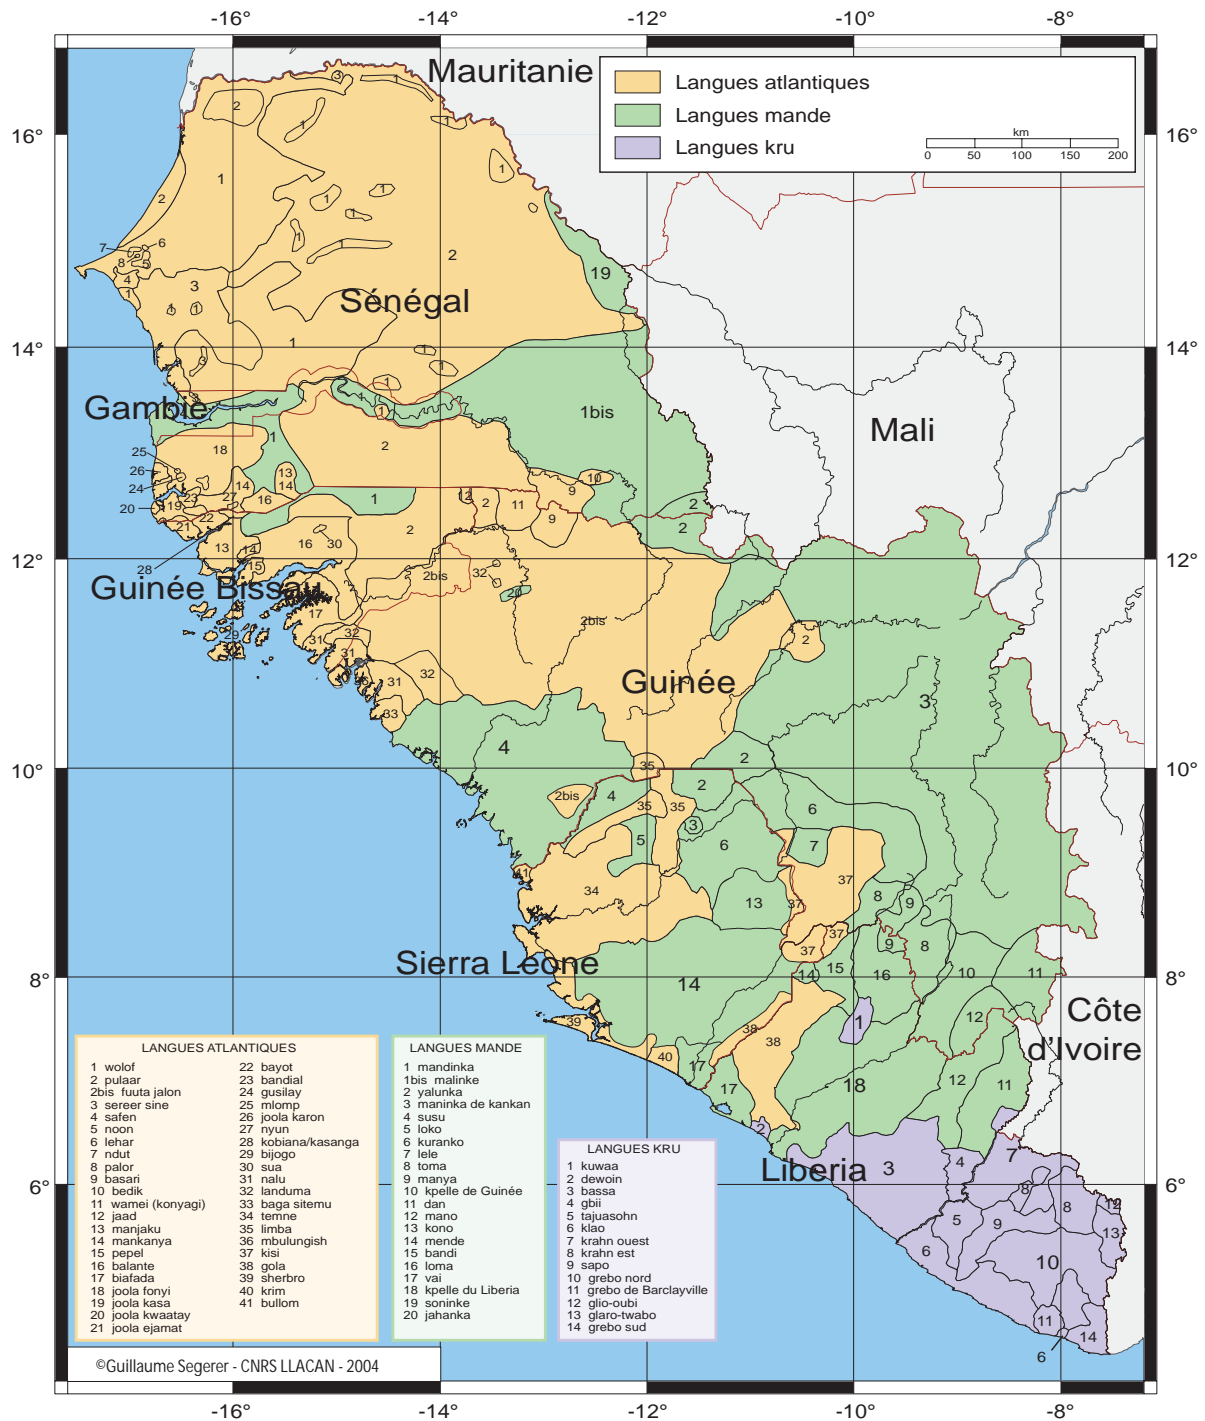 -16° -14° -12° -10° -8°
Mauritanie
Langues atlantiques
Langues mande
Langues kru
km
0 50 100 150 200
16° 16°
Sénégal
14° 14°
Gambie
Mali
12° 12°
Guinée Bissau
Guinée
10° 10°
Sierra Leone
8° 8°
Côte
d'Ivoire
Liberia
6° 6°
LANGUES ATLANTIQUES
1 wolof
2 pulaar
2bis fuuta jalon
3 sereer sine
4 safen
5 noon
6 lehar
7 ndut
8 palor
9 basari
10 bedik
11 wamei (konyagi)
12 jaad
13 manjaku
14 mankanya
15 pepel
16 balante
17 biafada
18 joola fonyi
19 joola kasa
20 joola kwaatay
21 joola ejamat
22 bayot
23 bandial
24 gusilay
25 mlomp
26 joola karon
27 nyun
28 kobiana/kasanga
29 bijogo
30 sua
31 nalu
32 landuma
33 baga sitemu
34 temne
35 limba
36 mbulungish
37 kisi
38 gola
39 sherbro
40 krim
41 bullom
LANGUES MANDE
1 mandinka
1bis malinke
2 yalunka
3 maninka de kankan
4 susu
5 loko
6 kuranko
7 lele
8 toma
9 manya
10 kpelle de Guinée
11 dan
12 mano
13 kono
14 mende
15 bandi
16 loma
17 vai
18 kpelle du Liberia
19 soninke
20 jahanka
LANGUES KRU
1 kuwaa
2 dewoin
3 bassa
4 gbii
5 tajuasohn
6 klao
7 krahn ouest
8 krahn est
9 sapo
10 grebo nord
11 grebo de Barclayville
12 glio-oubi
13 glaro-twabo
14 grebo sud
©Guillaume Segerer - CNRS LLACAN - 2004
4° 4°
-16° -14° -12° -10° -8°